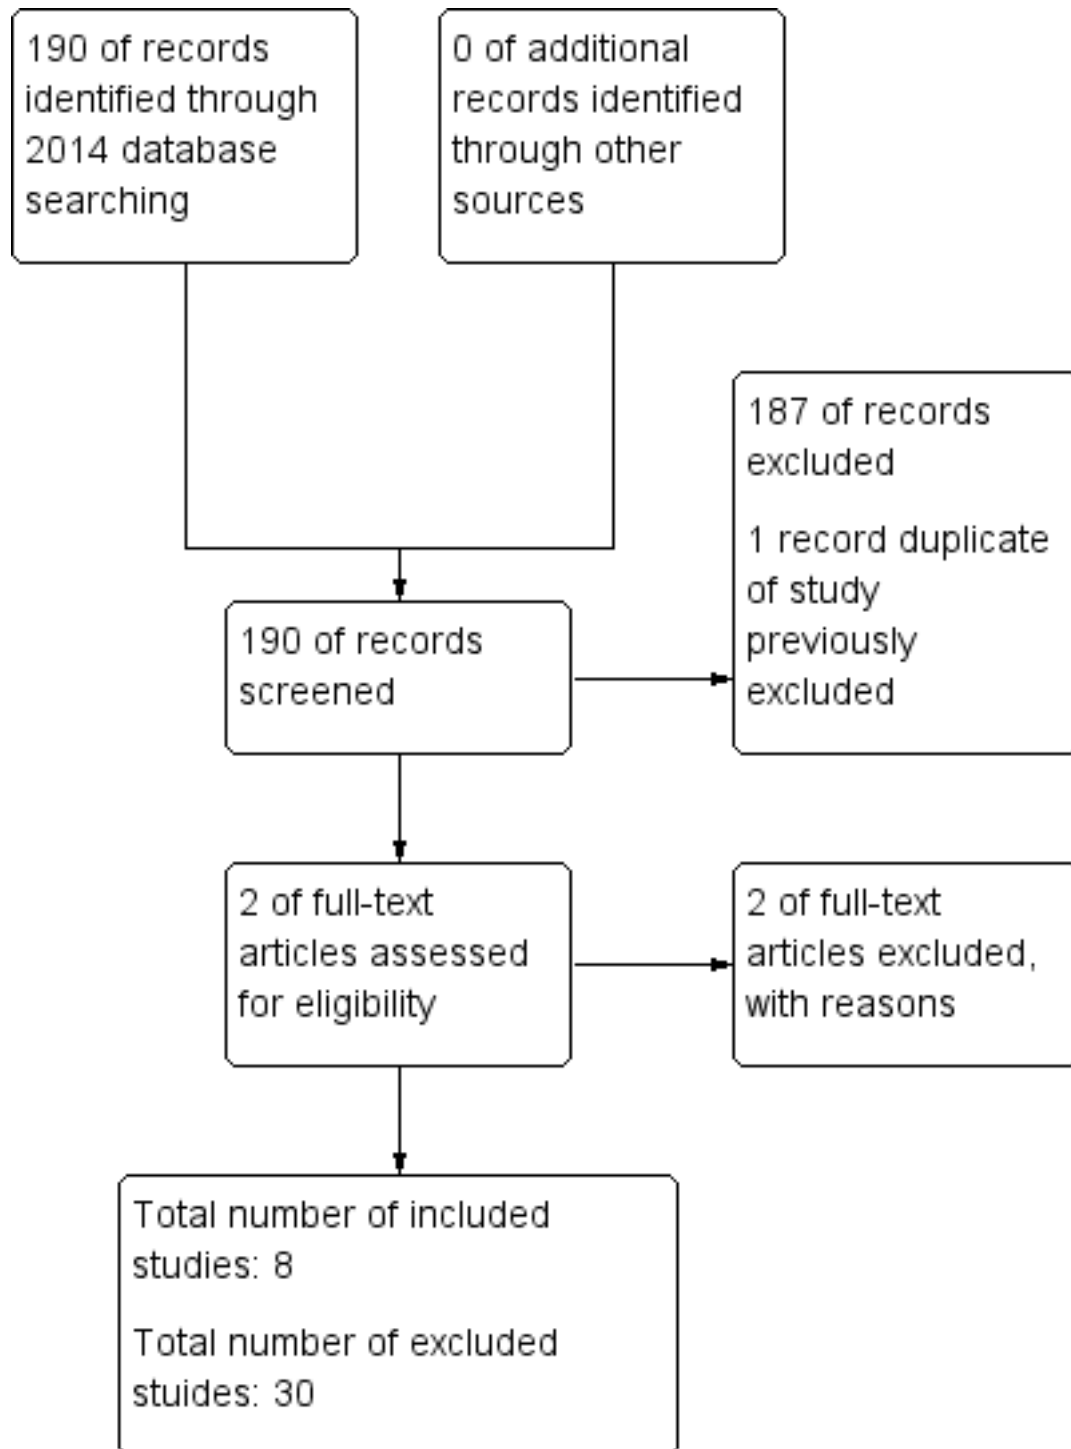 190 of records
identified through
2014 database
searching
0 of additional
records identified
through other
sources
187 of records
excluded
1 record duplicate
of study
previously
excluded
190 of records
screened
2 of full-text
articles assessed
for eligibility
2 of full-text
articles excluded,
with reasons
Total number of included
studies: 8
Total number of excluded
stuides: 30